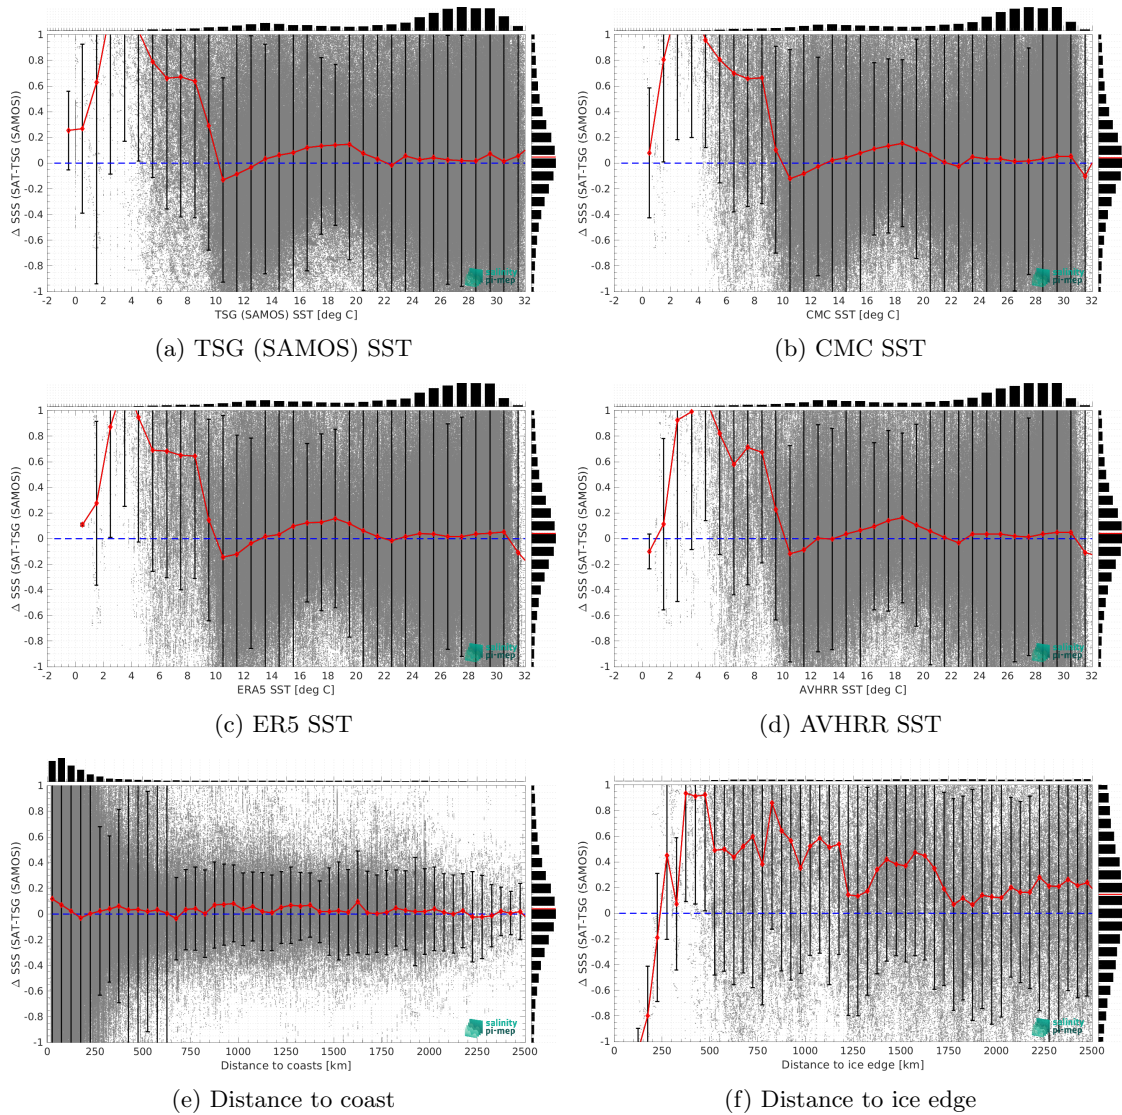 Δ SSS (SAT-TSG (SAMOS))
1
0.8
0.6
0.4
0.2
0
-0.2
-0.4
-0.6
-0.8
-1
salinity
pi-mep
-2 0 2 4 6 8 10 12 14 16 18 20 22 24 26 28 30 32
TSG (SAMOS) SST [deg C]
(a) TSG (SAMOS) SST
Δ SSS (SAT-TSG (SAMOS))
1
0.8
0.6
0.4
0.2
0
-0.2
-0.4
-0.6
-0.8
-1
salinity
pi-mep
-2 0 2 4 6 8 10 12 14 16 18 20 22 24 26 28 30 32
CMC SST [deg C]
(b) CMC SST
Δ SSS (SAT-TSG (SAMOS))
1
0.8
0.6
0.4
0.2
0
-0.2
-0.4
-0.6
-0.8
-1
salinity
pi-mep
-2 0 2 4 6 8 10 12 14 16 18 20 22 24 26 28 30 32
ERA5 SST [deg C]
(c) ER5 SST
Δ SSS (SAT-TSG (SAMOS))
1
0.8
0.6
0.4
0.2
0
-0.2
-0.4
-0.6
-0.8
-1
salinity
pi-mep
-2 0 2 4 6 8 10 12 14 16 18 20 22 24 26 28 30 32
AVHRR SST [deg C]
(d) AVHRR SST
Δ SSS (SAT-TSG (SAMOS))
1
0.8
0.6
0.4
0.2
0
-0.2
-0.4
-0.6
-0.8
-1
salinity
pi-mep
0 250 500 750 1000 1250 1500 1750 2000 2250 2500
Distance to coasts [km]
(e) Distance to coast
Δ SSS (SAT-TSG (SAMOS))
1
0.8
0.6
0.4
0.2
0
-0.2
-0.4
-0.6
-0.8
-1
salinity
pi-mep
0 250 500 750 1000 1250 1500 1750 2000 2250 2500
Distance to ice edge [km]
(f) Distance to ice edge